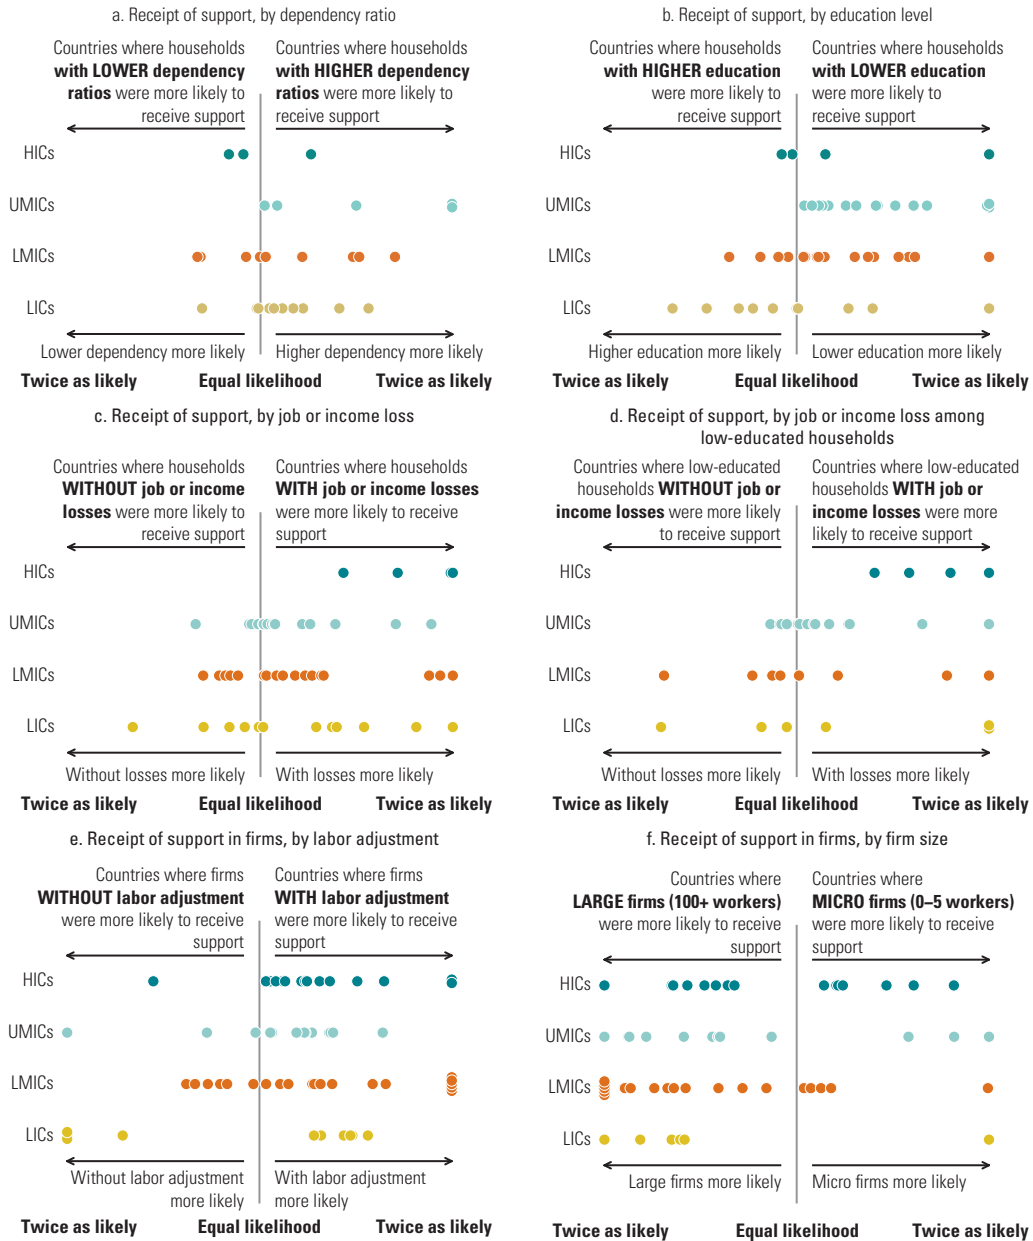 a. Receipt of support, by dependency ratio
Countries where households
with LOWER dependency
ratios were more likely to
receive support
Countries where households
with HIGHER dependency
ratios were more likely to
receive support
HICs
UMICs
LMICs
LICs
Lower dependency more likely
Higher dependency more likely
Twice as likely
Equal likelihood
Twice as likely
b. Receipt of support, by education level
Countries where households
with HIGHER education
were more likely to
receive support
Countries where households
with LOWER education
were more likely to
receive support
HICs
UMICs
LMICs
LICs
Higher education more likely
Lower education more likely
Twice as likely
Equal likelihood
Twice as likely
c. Receipt of support, by job or income loss
Countries where households
WITHOUT job or income
losses were more likely to
receive support
Countries where households
WITH job or income losses
were more likely to receive
support
HICs
UMICs
LMICs
LICs
Without losses more likely
With losses more likely
Twice as likely
Equal likelihood
Twice as likely
d. Receipt of support, by job or income loss among
low-educated households
Countries where low-educated
households WITHOUT job or
income losses were more likely
to receive support
Countries where low-educated
households WITH job or
income losses were more
likely to receive support
HICs
UMICs
LMICs
LICs
Without losses more likely
With losses more likely
Twice as likely
Equal likelihood
Twice as likely
e. Receipt of support in firms, by labor adjustment
Countries where firms
WITHOUT labor adjustment
were more likely to receive
support
Countries where firms
WITH labor adjustment
were more likely to receive
support
HICs
UMICs
LMICs
LICs
Without labor adjustment
more likely
With labor adjustment
more likely
Twice as likely
Equal likelihood
Twice as likely
f. Receipt of support in firms, by firm size
Countries where
LARGE firms (100+ workers)
were more likely to receive
support
Countries where
MICRO firms (0–5 workers)
were more likely to receive
support
HICs
UMICs
LMICs
LICs
Large firms more likely
Micro firms more likely
Twice as likely
Equal likelihood
Twice as likely